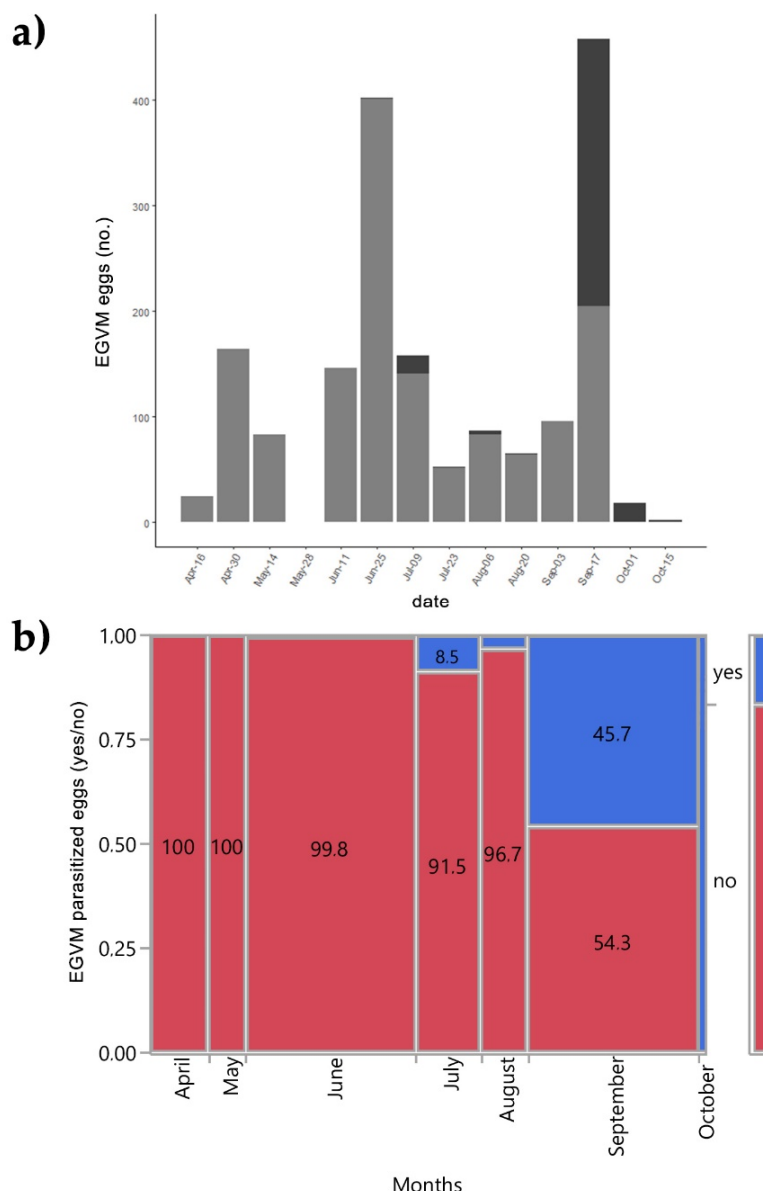 a)
EGVM eggs (no.)
400
300
200
100
0
Apr-16
Apr-30
May-14
May-28
Jun-11
Jun-25
Jul-09
Jul-23
Aug-06
Aug-20
Sep-03
Sep-17
Oct-01
Oct-15
date
b)
EGVM parasitized eggs (yes/no)
1.00
0.75
0.50
0.25
0.00
8.5
45.7
100
100
99.8
91.5
96.7
54.3
yes
no
April
May
June
July
August
September
October
Months